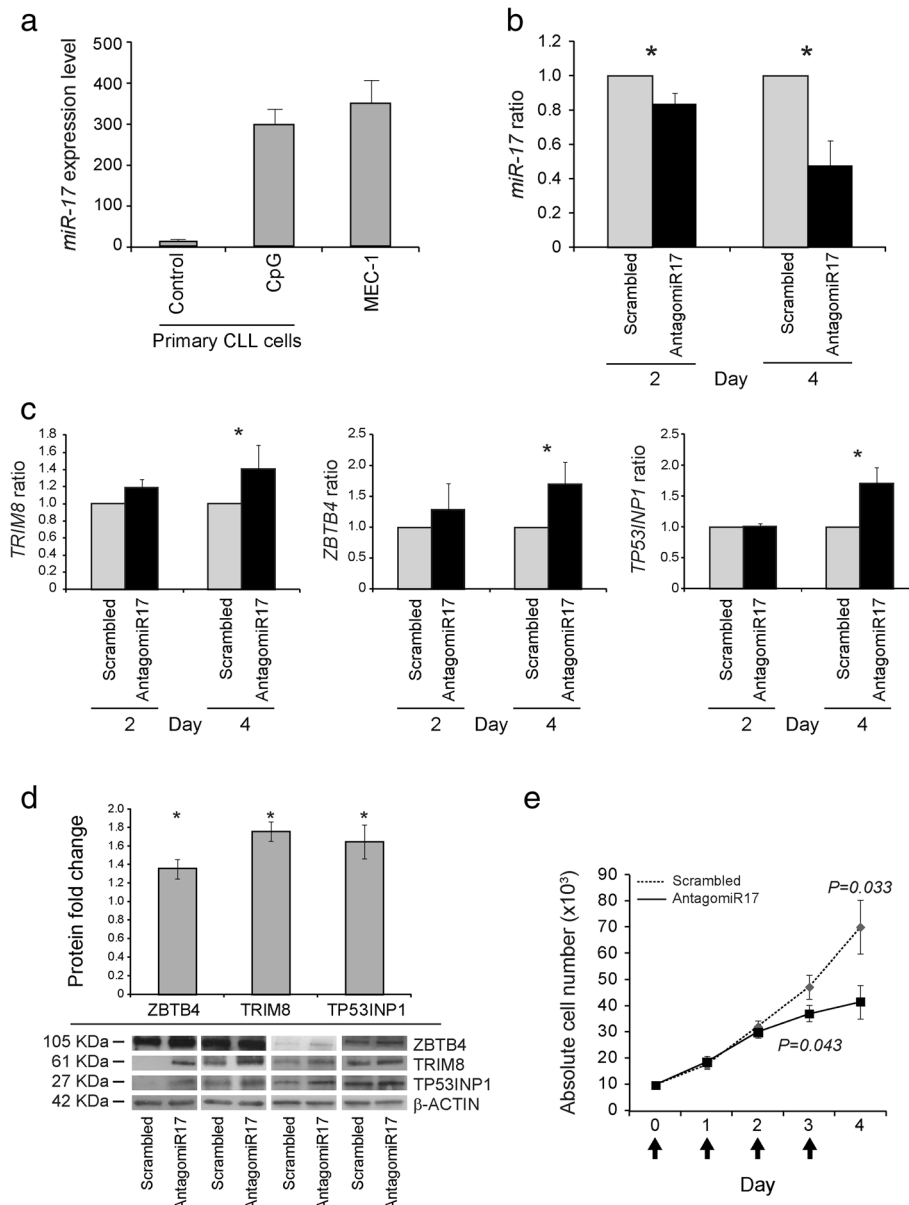 a
miR-17 expression level
500
400
300
200
100
0
Control
CpG
MEC-1
Primary CLL cells
b
miR-17 ratio
1.2
1.0
0.8
0.6
0.4
0.2
0
*
*
Scrambled
AntagomiR17
Scrambled
AntagomiR17
2 Day 4
c
TRIM8 ratio
1.8
1.6
1.4
1.2
1.0
0.8
0.6
0.4
0.2
0
*
Scrambled
AntagomiR17
Scrambled
AntagomiR17
2 Day 4
ZBTB4 ratio
2.5
2.0
1.5
1.0
0.5
0
*
Scrambled
AntagomiR17
Scrambled
AntagomiR17
2 Day 4
TP53INP1 ratio
2.5
2.0
1.5
1.0
0.5
0
*
Scrambled
AntagomiR17
Scrambled
AntagomiR17
2 Day 4
d
Protein fold change
2.0
1.8
1.6
1.4
1.2
1.0
1.8
1.6
1.4
1.2
0
*
*
*
ZBTB4 TRIM8 TP53INP1
105 KDa ZBTB4
61 KDa TRIM8
27 KDa TP53INP1
42 KDa β-ACTIN
Scrambled
AntagomiR17
Scrambled
AntagomiR17
Scrambled
AntagomiR17
Scrambled
AntagomiR17
e
Absolute cell number (x10³)
90
80
70
60
50
40
30
20
10
0
Scrambled
AntagomiR17
P=0.033
P=0.043
0 1 2 3 4
Day